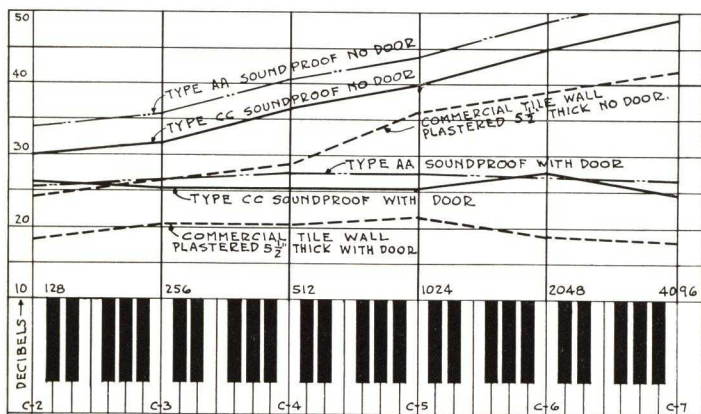 50
40
30
20
10
TYPE AA SOUNDPROOF NO DOOR
TYPE CC SOUNDPROOF NO DOOR
COMMERCIAL TILE WALL
PLASTERED 5½" THICK NO DOOR.
TYPE AA SOUNDPROOF WITH DOOR
TYPE CC SOUNDPROOF WITH DOOR
COMMERCIAL TILE WALL
PLASTERED 5½" THICK WITH DOOR
128 256 512 1024 2048 4096
DECIBELS→
C-2 C-3 C-4 C-5 C-6 C-7